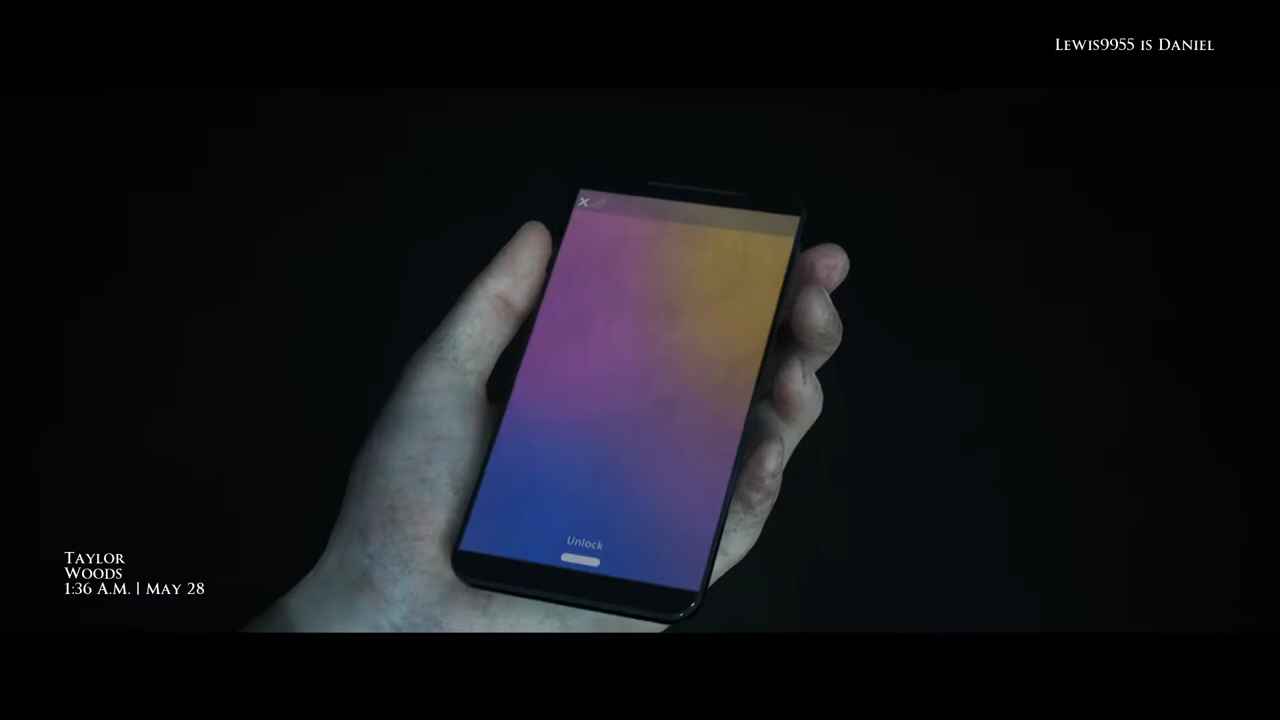 Lewis9955 is Daniel
Unlock
Taylor
Woods
1:36 A.M. | May 28